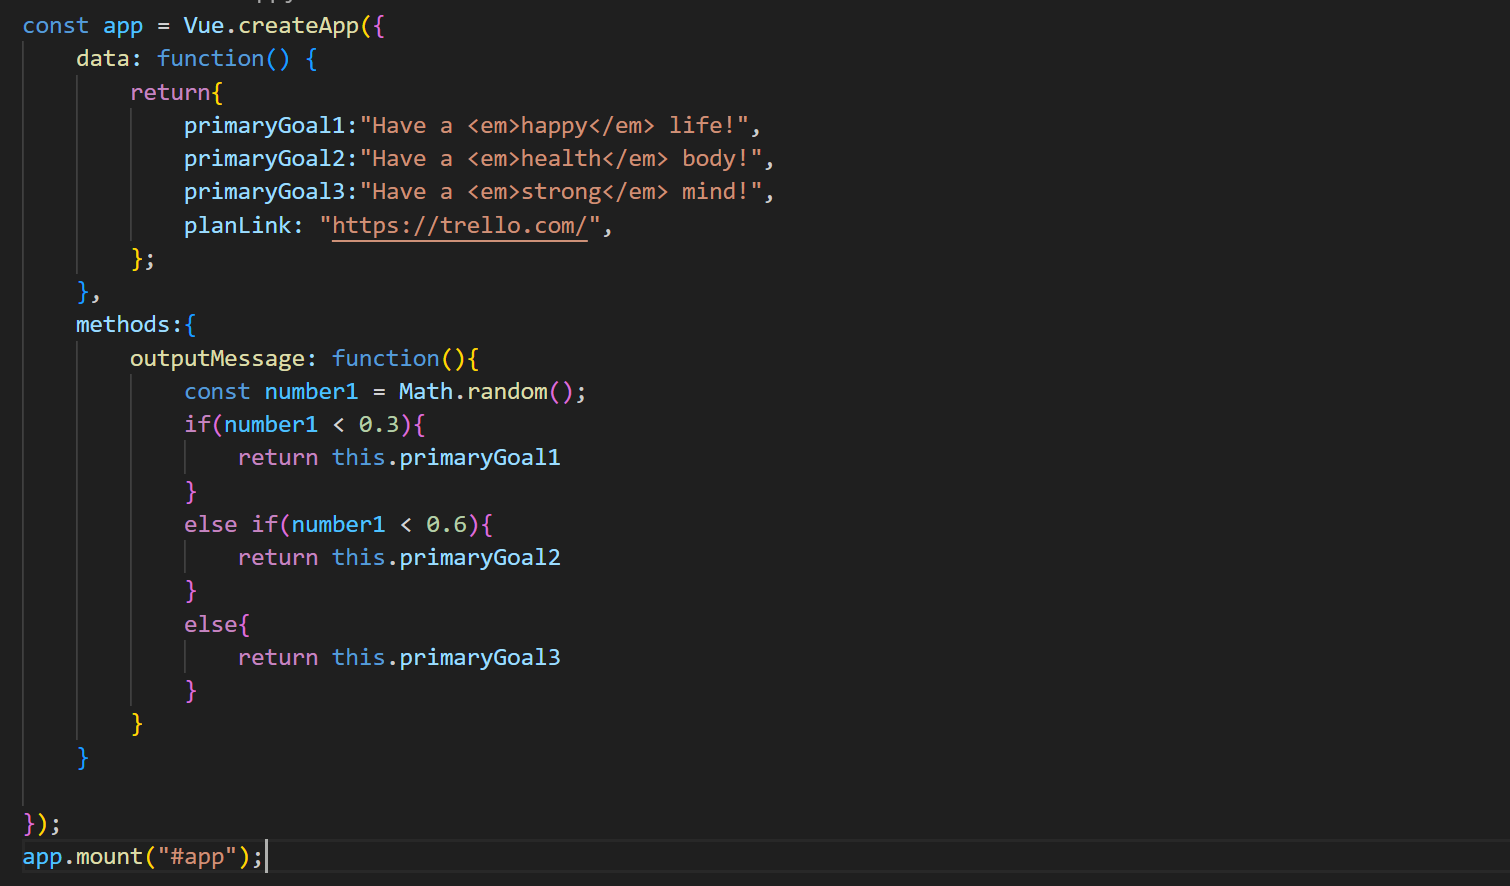 const app = Vue.createApp({
    data: function() {
        return{
            primaryGoal1:"Have a <em>happy</em> life!",
            primaryGoal2:"Have a <em>health</em> body!",
            primaryGoal3:"Have a <em>strong</em> mind!",
            planLink: "https://trello.com/",
        };
    },
    methods:{
        outputMessage: function(){
            const number1 = Math.random();
            if(number1 < 0.3){
                return this.primaryGoal1
            }
            else if(number1 < 0.6){
                return this.primaryGoal2
            }
            else{
                return this.primaryGoal3
            }
        }
    }

});
app.mount("#app");